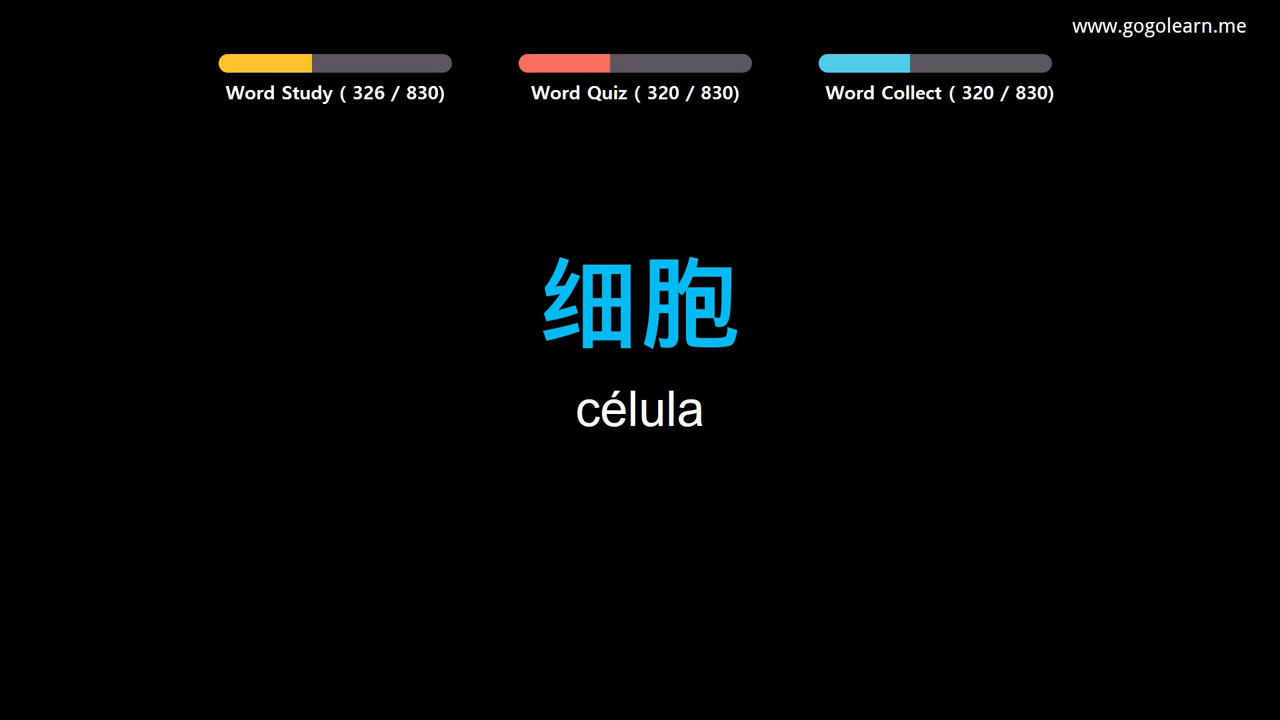 www.gogolearn.me
Word Study ( 326 / 830)
Word Quiz ( 320 / 830)
Word Collect ( 320 / 830)
细胞
célula